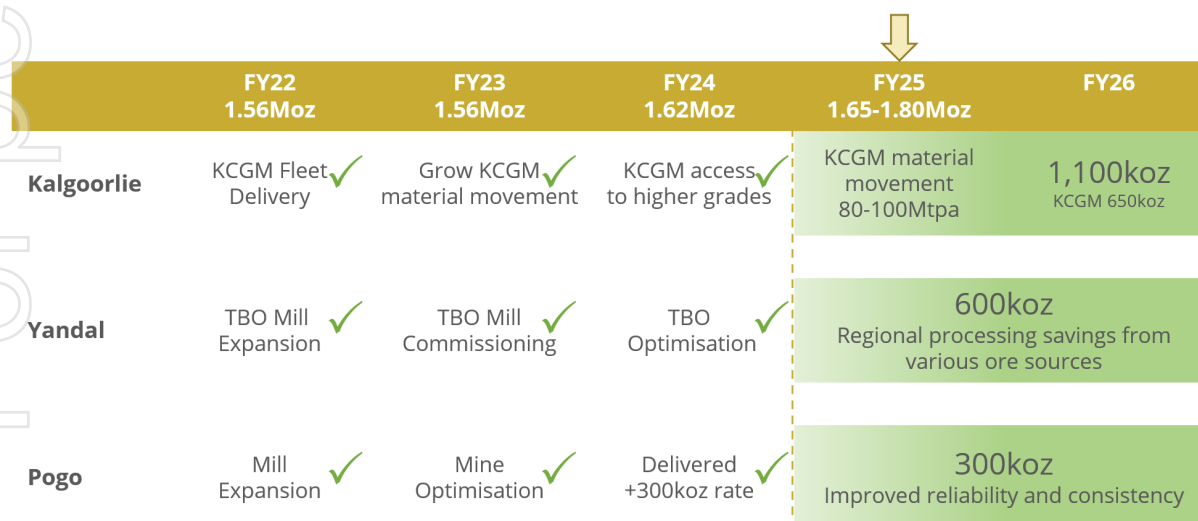 FY22
1.56Moz
FY23
1.56Moz
FY24
1.62Moz
FY25
1.65-1.80Moz
FY26
Kalgoorlie
KCGM Fleet
Delivery
Grow KCGM
material movement
KCGM access
to higher grades
KCGM material
movement
80-100Mtpa
1,100koz
KCGM 650koz
Yandal
TBO Mill
Expansion
TBO Mill
Commissioning
TBO
Optimisation
600koz
Regional processing savings from
various ore sources
Pogo
Mill
Expansion
Mine
Optimisation
Delivered
+300koz rate
300koz
Improved reliability and consistency